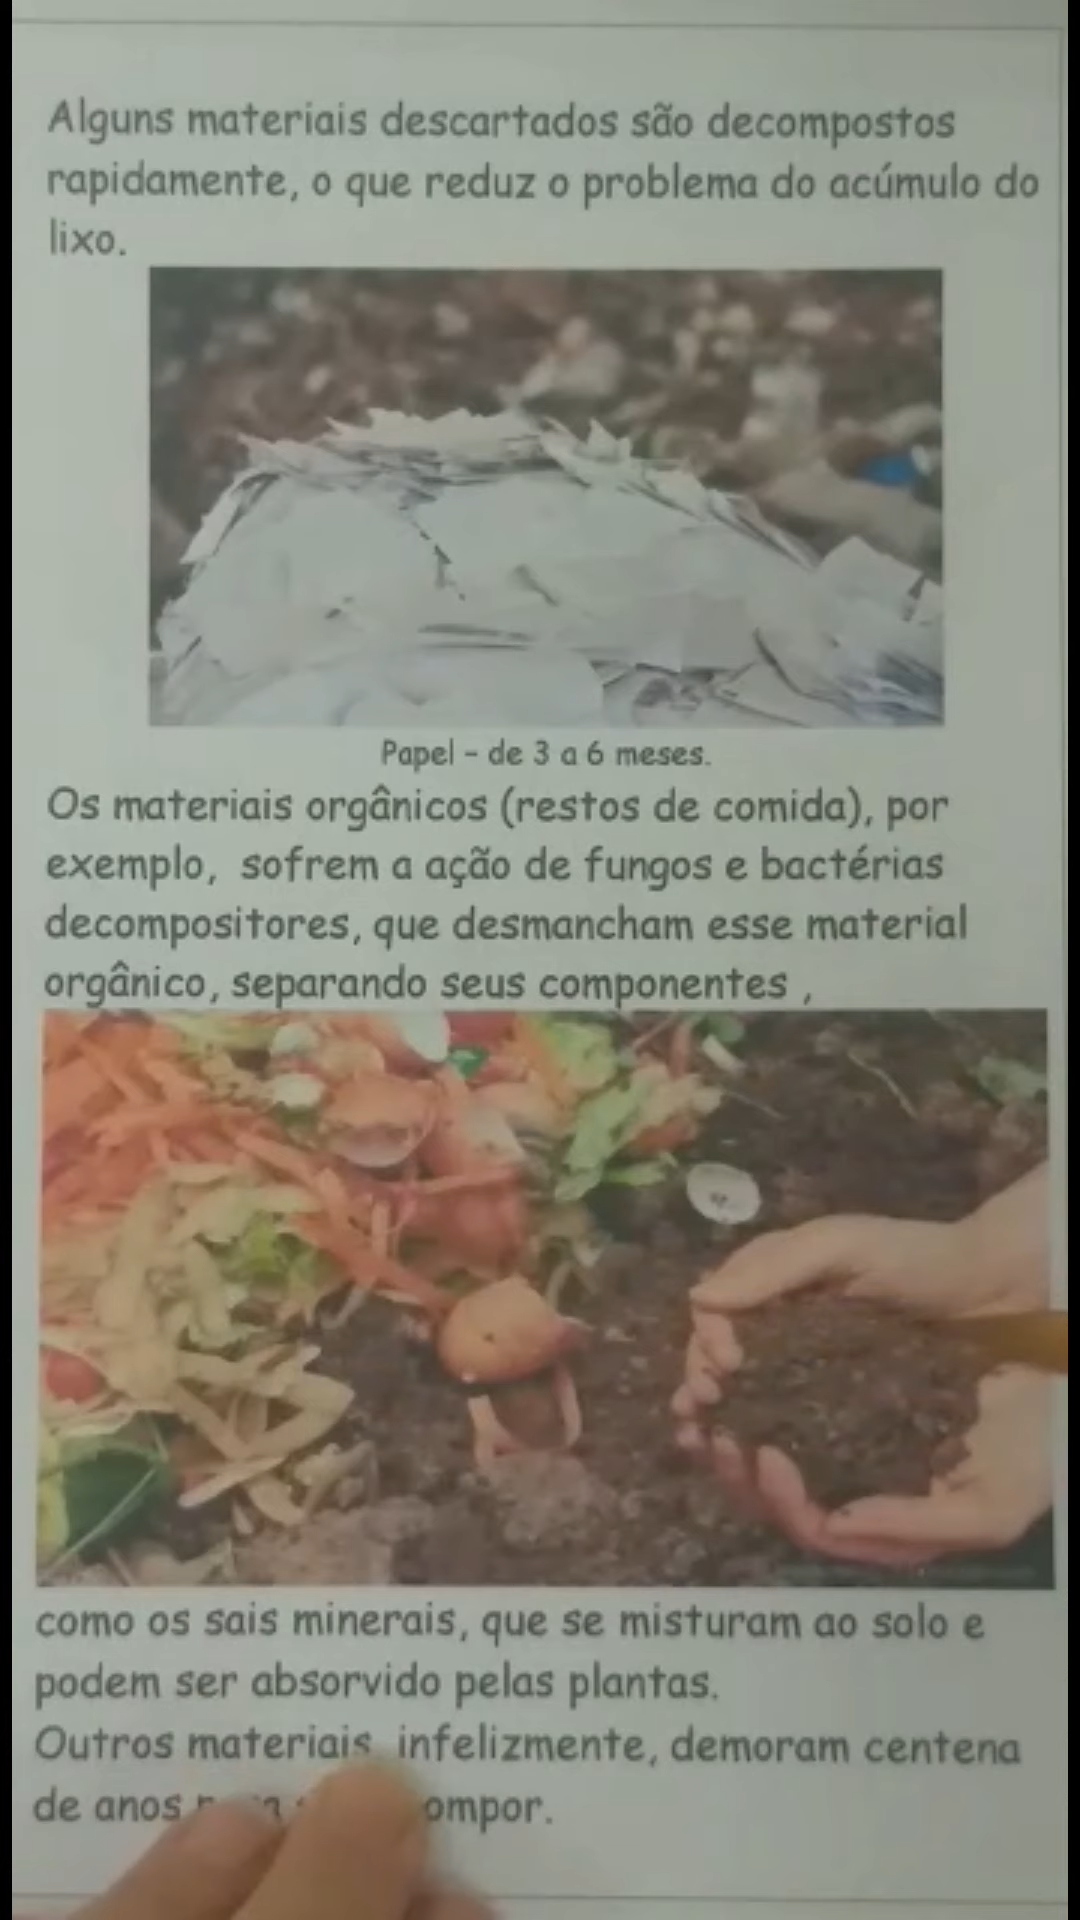 Alguns materiais descartados são decompostos
rapidamente, o que reduz o problema do acúmulo do
lixo.
Papel - de 3 a 6 meses.
Os materiais orgânicos (restos de comida), por
exemplo, sofrem a ação de fungos e bactérias
decompositores, que desmancham esse material
orgânico, separando seus componentes ,
como os sais minerais, que se misturam ao solo e
podem ser absorvido pelas plantas.
Outros materiais, infelizmente, demoram centena
de anos ompor.